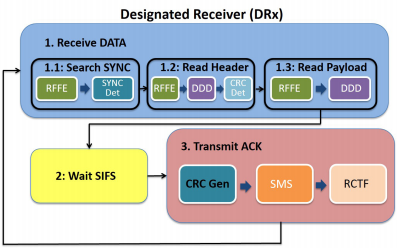 Designated Receiver (DRx)
1. Receive DATA
1.1: Search SYNC
RFFE
SYNC
Det
1.2: Read Header
RFFE
DDD
CRC
Det
1.3: Read Payload
RFFE
DDD
2: Wait SIFS
3. Transmit ACK
CRC Gen
SMS
RCTF